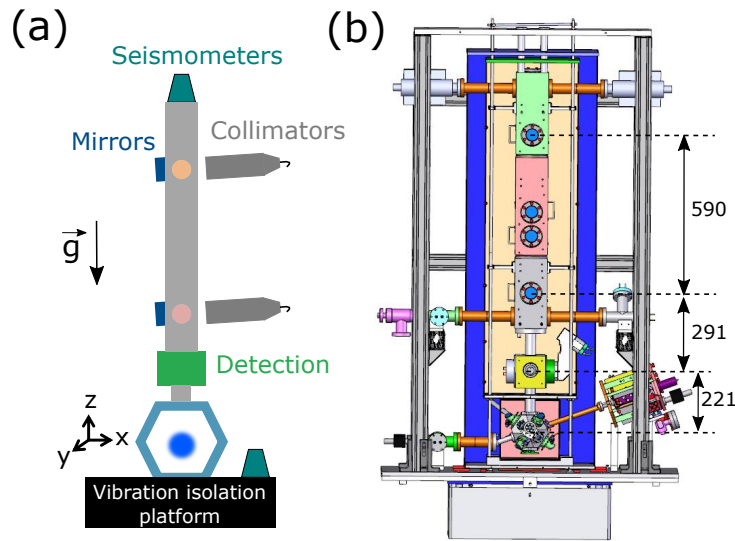 (a)
Seismometers
Mirrors
Collimators
g
Detection
z
y
x
Vibration isolation
platform
(b)
590
291
221